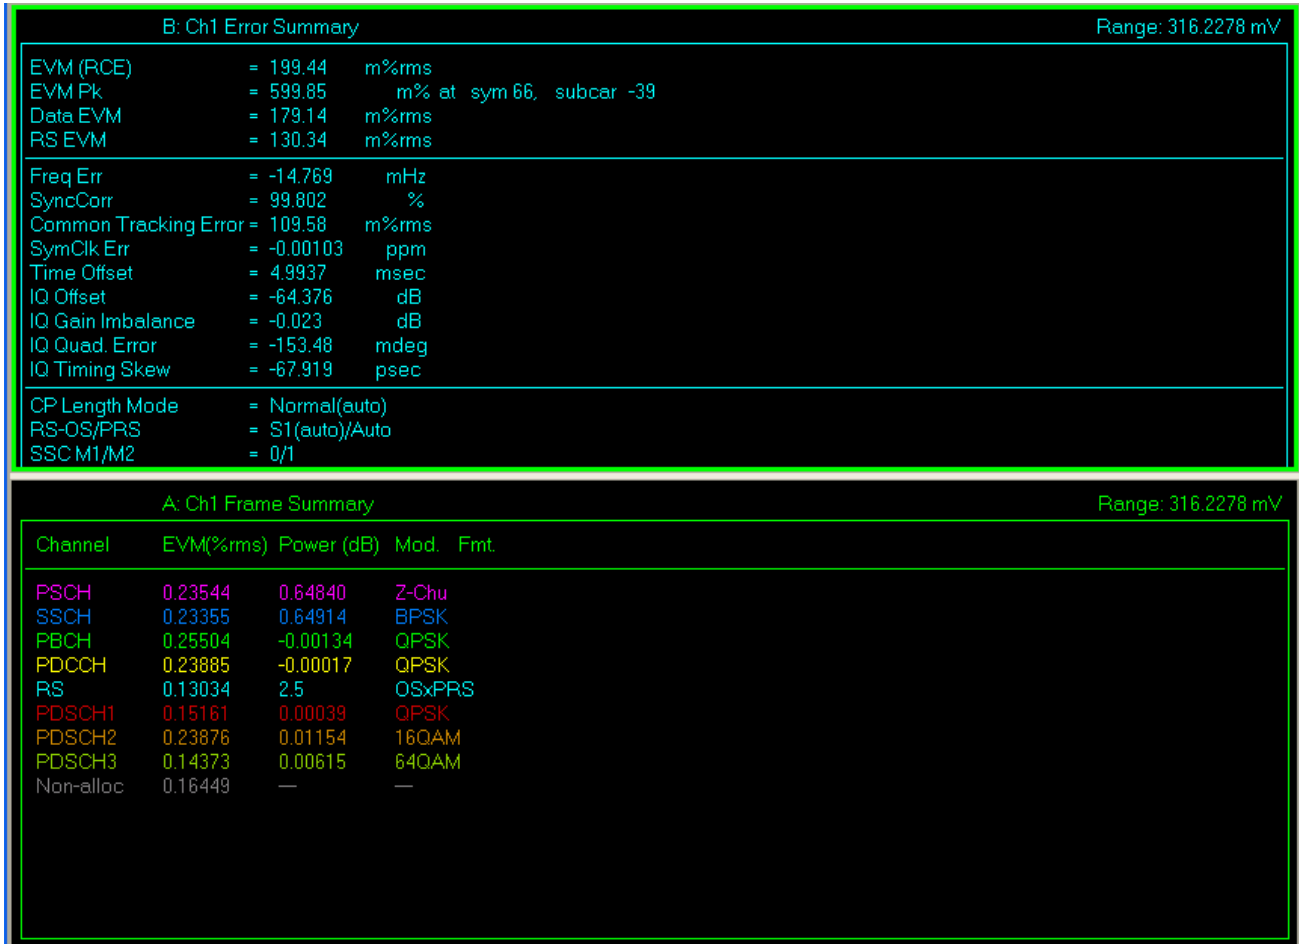 B: Ch1 Error Summary Range: 316.2278 mV
EVM (RCE) = 199.44 m%rms
EVM Pk = 599.85 m% at sym 66, subcar -39
Data EVM = 179.14 m%rms
RS EVM = 130.34 m%rms
Freq Err = -14.769 mHz
SyncCorr = 99.802 %
Common Tracking Error = 109.58 m%rms
SymClk Err = -0.00103 ppm
Time Offset = 4.9937 msec
IQ Offset = -64.376 dB
IQ Gain Imbalance = -0.023 dB
IQ Quad. Error = -153.48 mdeg
IQ Timing Skew = -67.919 psec
CP Length Mode = Normal(auto)
RS-OS/PRS = S1(auto)/Auto
SSC M1/M2 = 0/1
A: Ch1 Frame Summary Range: 316.2278 mV
Channel EVM(%rms) Power (dB) Mod. Fmt.
PSCH 0.23544 0.64840 Z-Chu
SSCH 0.23355 0.64914 BPSK
PBCH 0.25504 -0.00134 QPSK
PDCCH 0.23885 -0.00017 QPSK
RS 0.13034 2.5 OSxPRS
PDSCH1 0.15161 0.00039 QPSK
PDSCH2 0.23876 0.01154 16QAM
PDSCH3 0.14373 0.00615 64QAM
Non-alloc 0.16449 — —